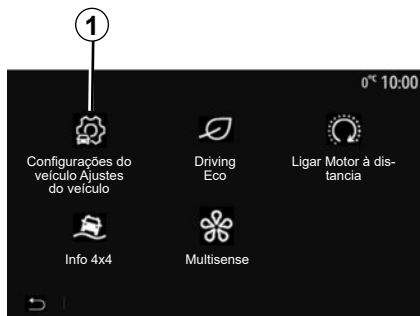 1
0°C 10:00
Configurações do
veículo Ajustes
do veículo
Driving
Eco
Ligar Motor à dis-
tancia
Info 4x4
Multisense